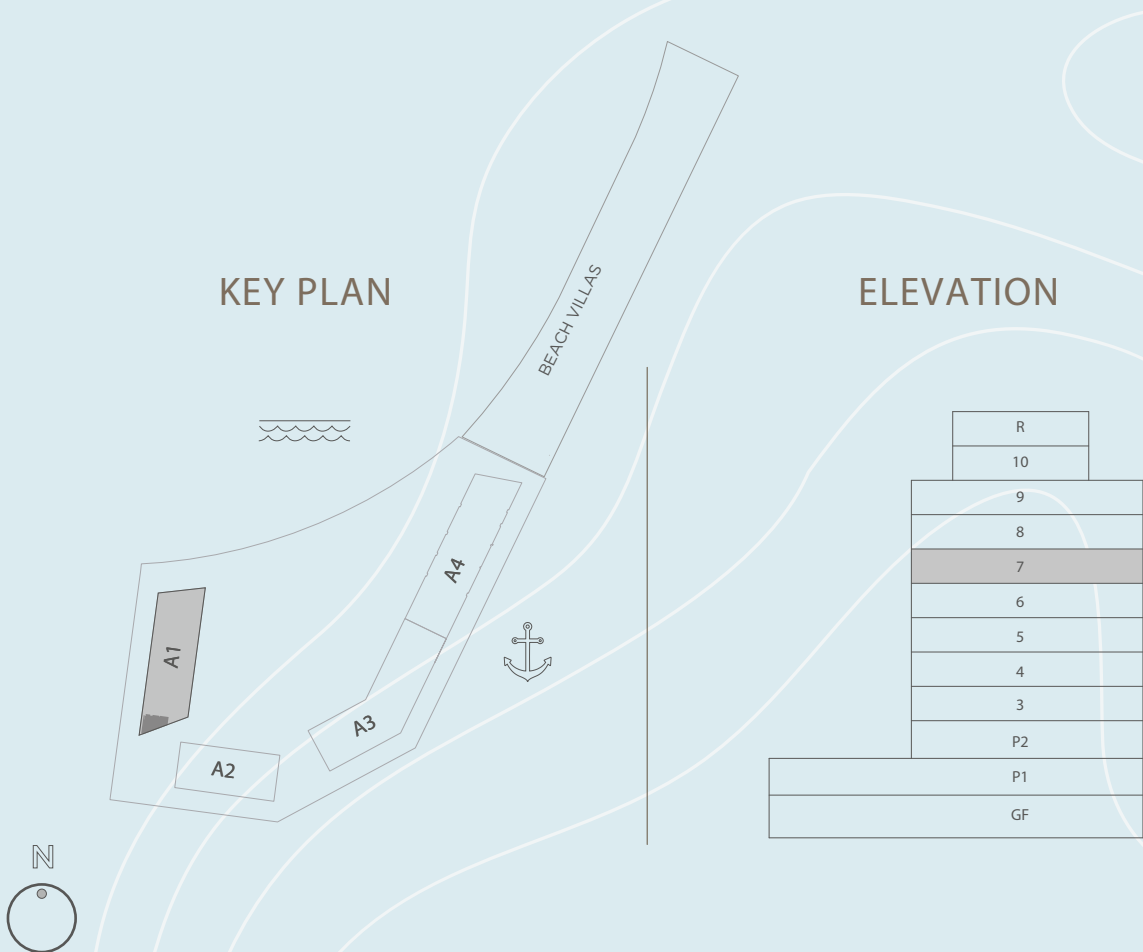 KEY PLAN
BEACH VILLAS
A4
A1
A3
A2
N
ELEVATION
R
10
9
8
7
6
5
4
3
P2
P1
GF